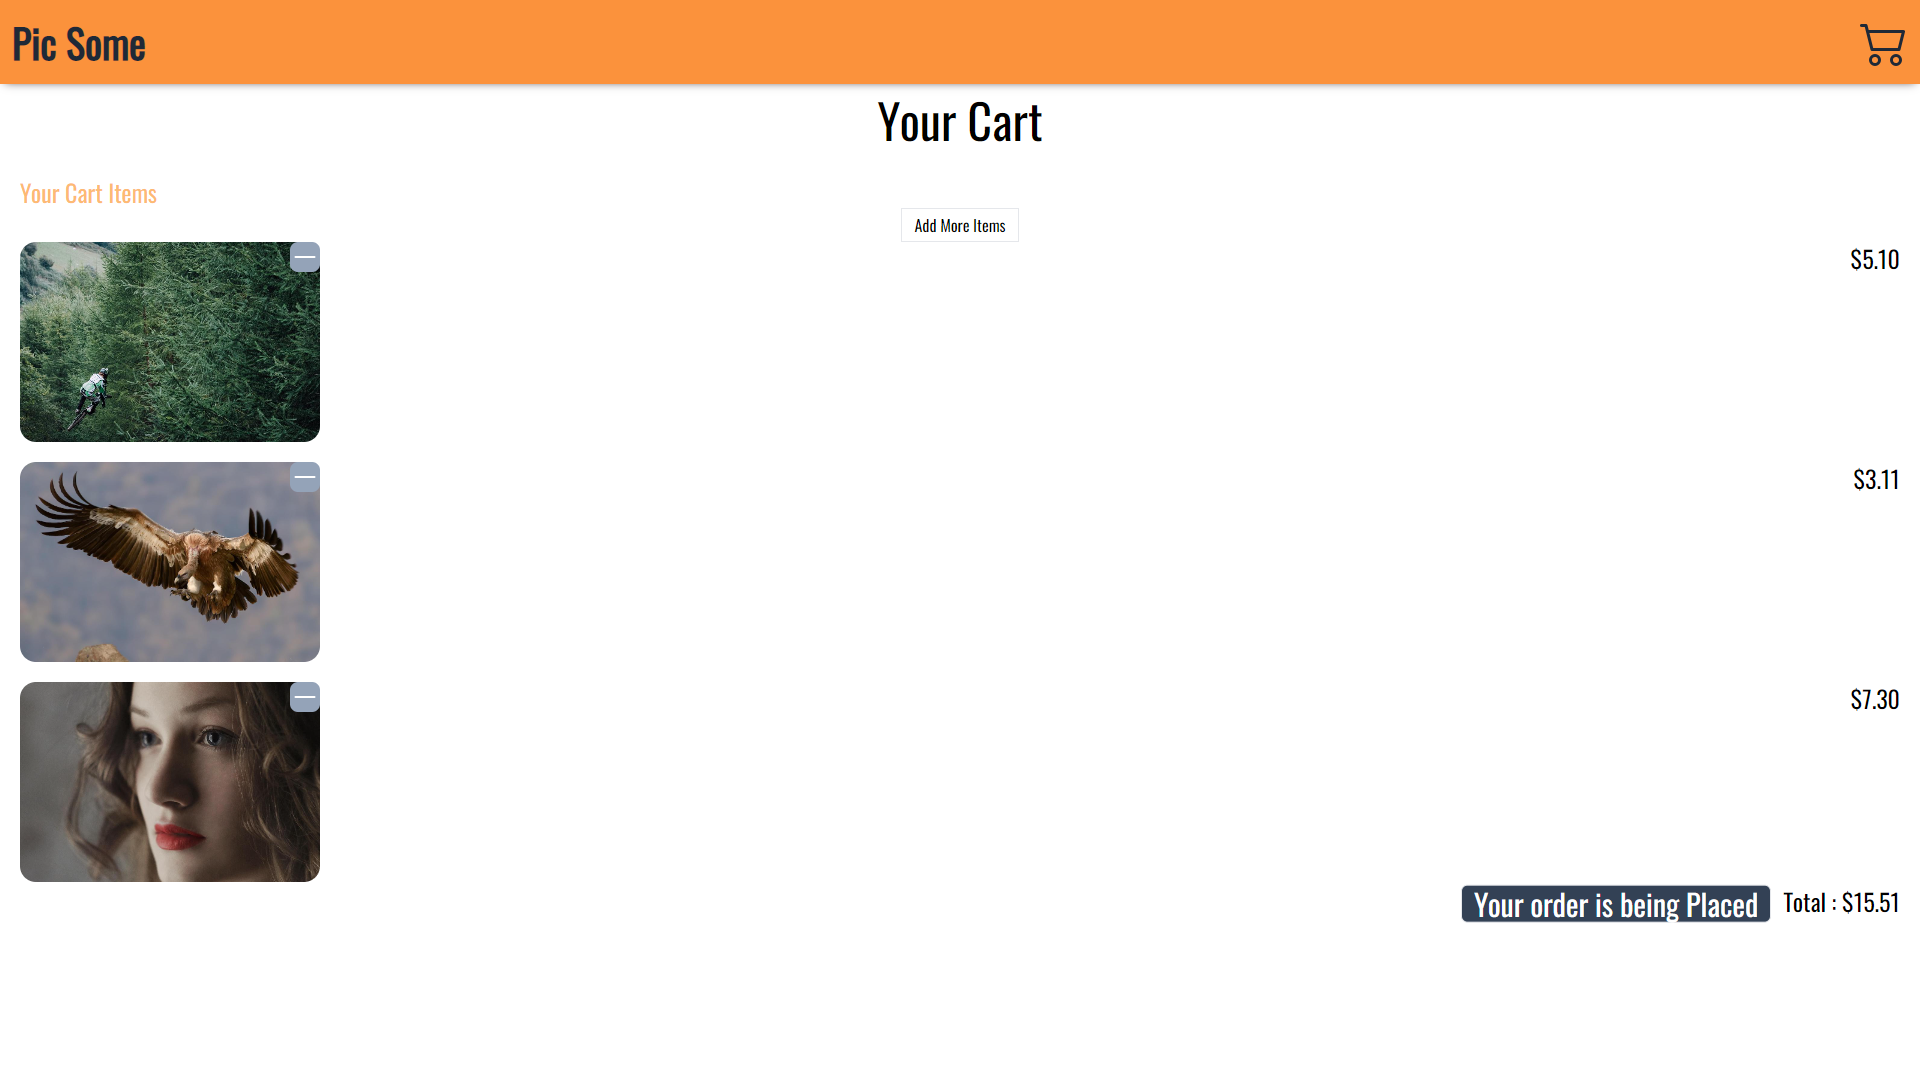 Pic Some
Your Cart
Your Cart Items
Add More Items
$5.10
$3.11
$7.30
Your order is being Placed
Total : $15.51